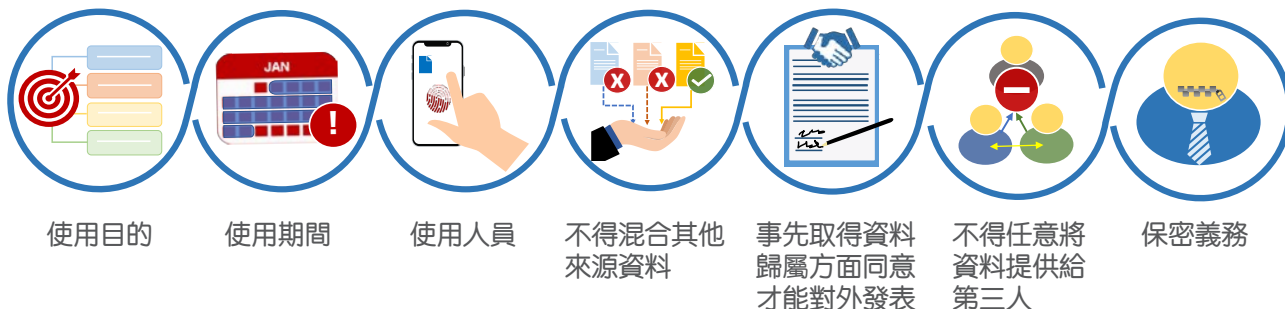 JAN
!
X
X
使用目的
使用期間
使用人員
不得混合其他
來源資料
事先取得資料
歸屬方面同意
才能對外發表
不得任意將
資料提供給
第三人
保密義務